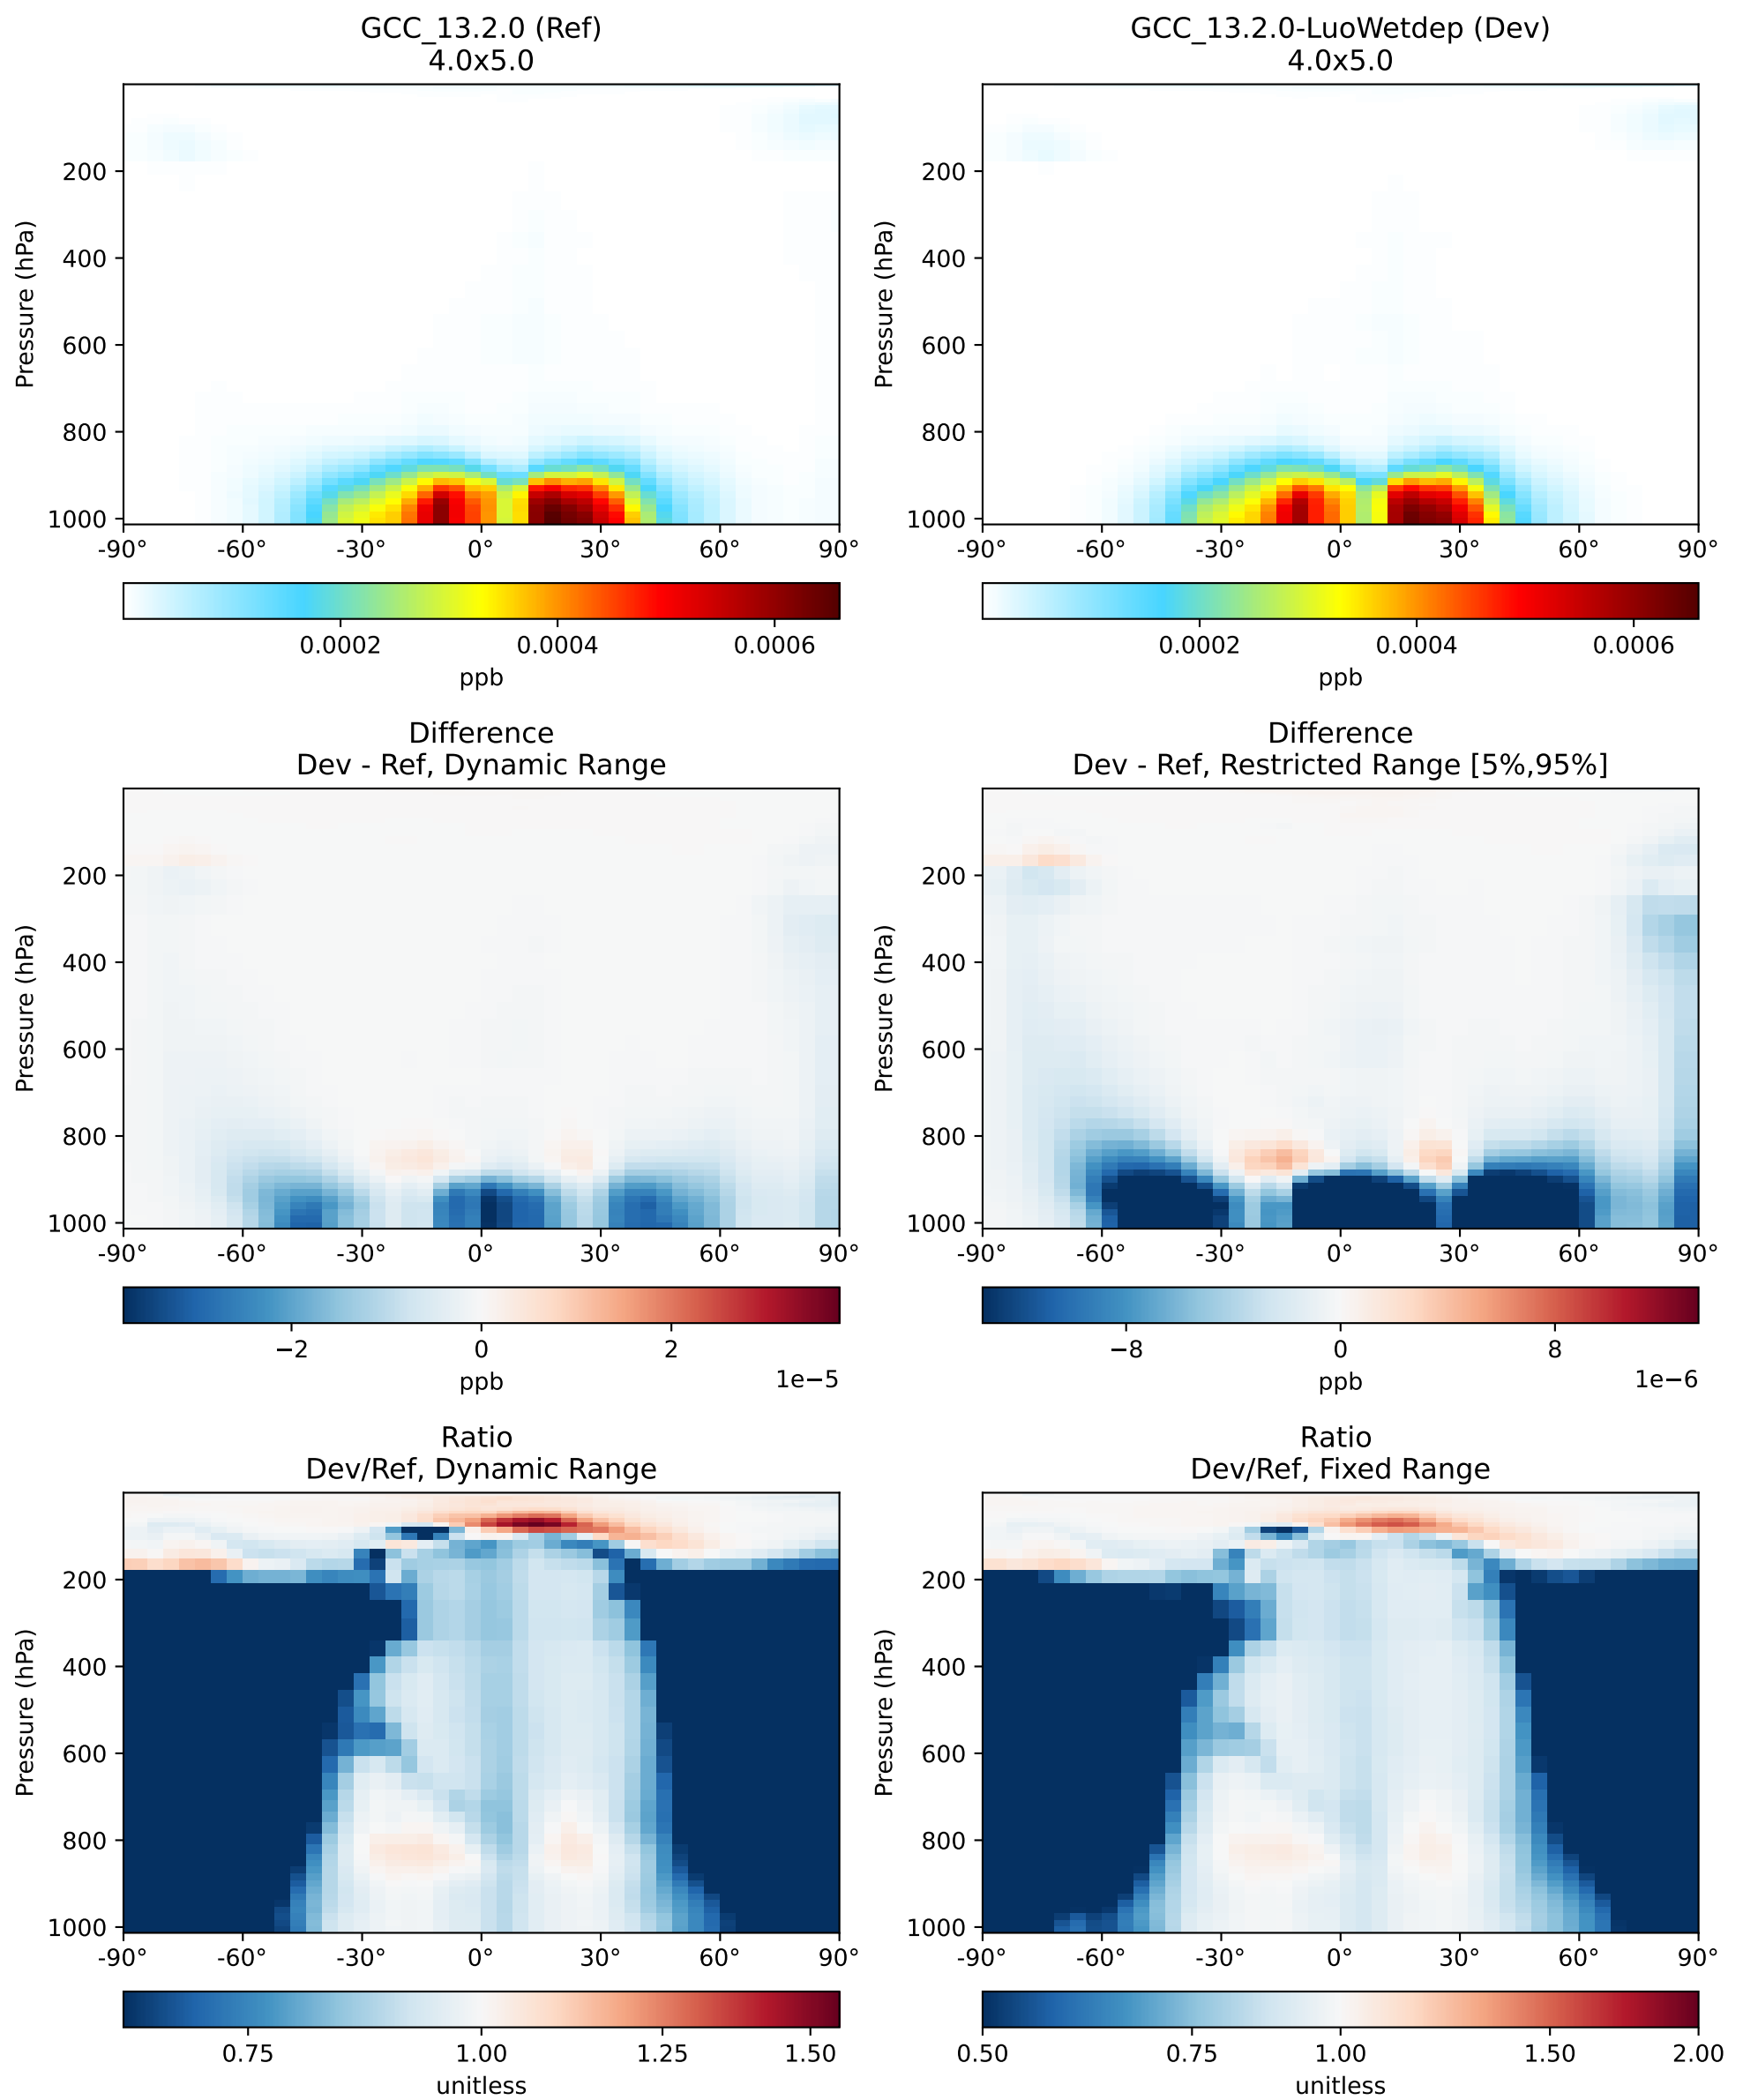 GCC_13.2.0 (Ref)
4.0x5.0
Pressure (hPa)
200
400
600
800
1000
-90° -60° -30° 0° 30° 60° 90°
0.0002 0.0004 0.0006
ppb
GCC_13.2.0-LuoWetdep (Dev)
4.0x5.0
Pressure (hPa)
200
400
600
800
1000
-90° -60° -30° 0° 30° 60° 90°
0.0002 0.0004 0.0006
ppb
Difference
Dev - Ref, Dynamic Range
Pressure (hPa)
200
400
600
800
1000
-90° -60° -30° 0° 30° 60° 90°
−2 0 2
ppb
1e−5
Difference
Dev - Ref, Restricted Range [5%,95%]
Pressure (hPa)
200
400
600
800
1000
-90° -60° -30° 0° 30° 60° 90°
−8 0 8
ppb
1e−6
Ratio
Dev/Ref, Dynamic Range
Pressure (hPa)
200
400
600
800
1000
-90° -60° -30° 0° 30° 60° 90°
0.75 1.00 1.25 1.50
unitless
Ratio
Dev/Ref, Fixed Range
Pressure (hPa)
200
400
600
800
1000
-90° -60° -30° 0° 30° 60° 90°
0.50 0.75 1.00 1.50 2.00
unitless